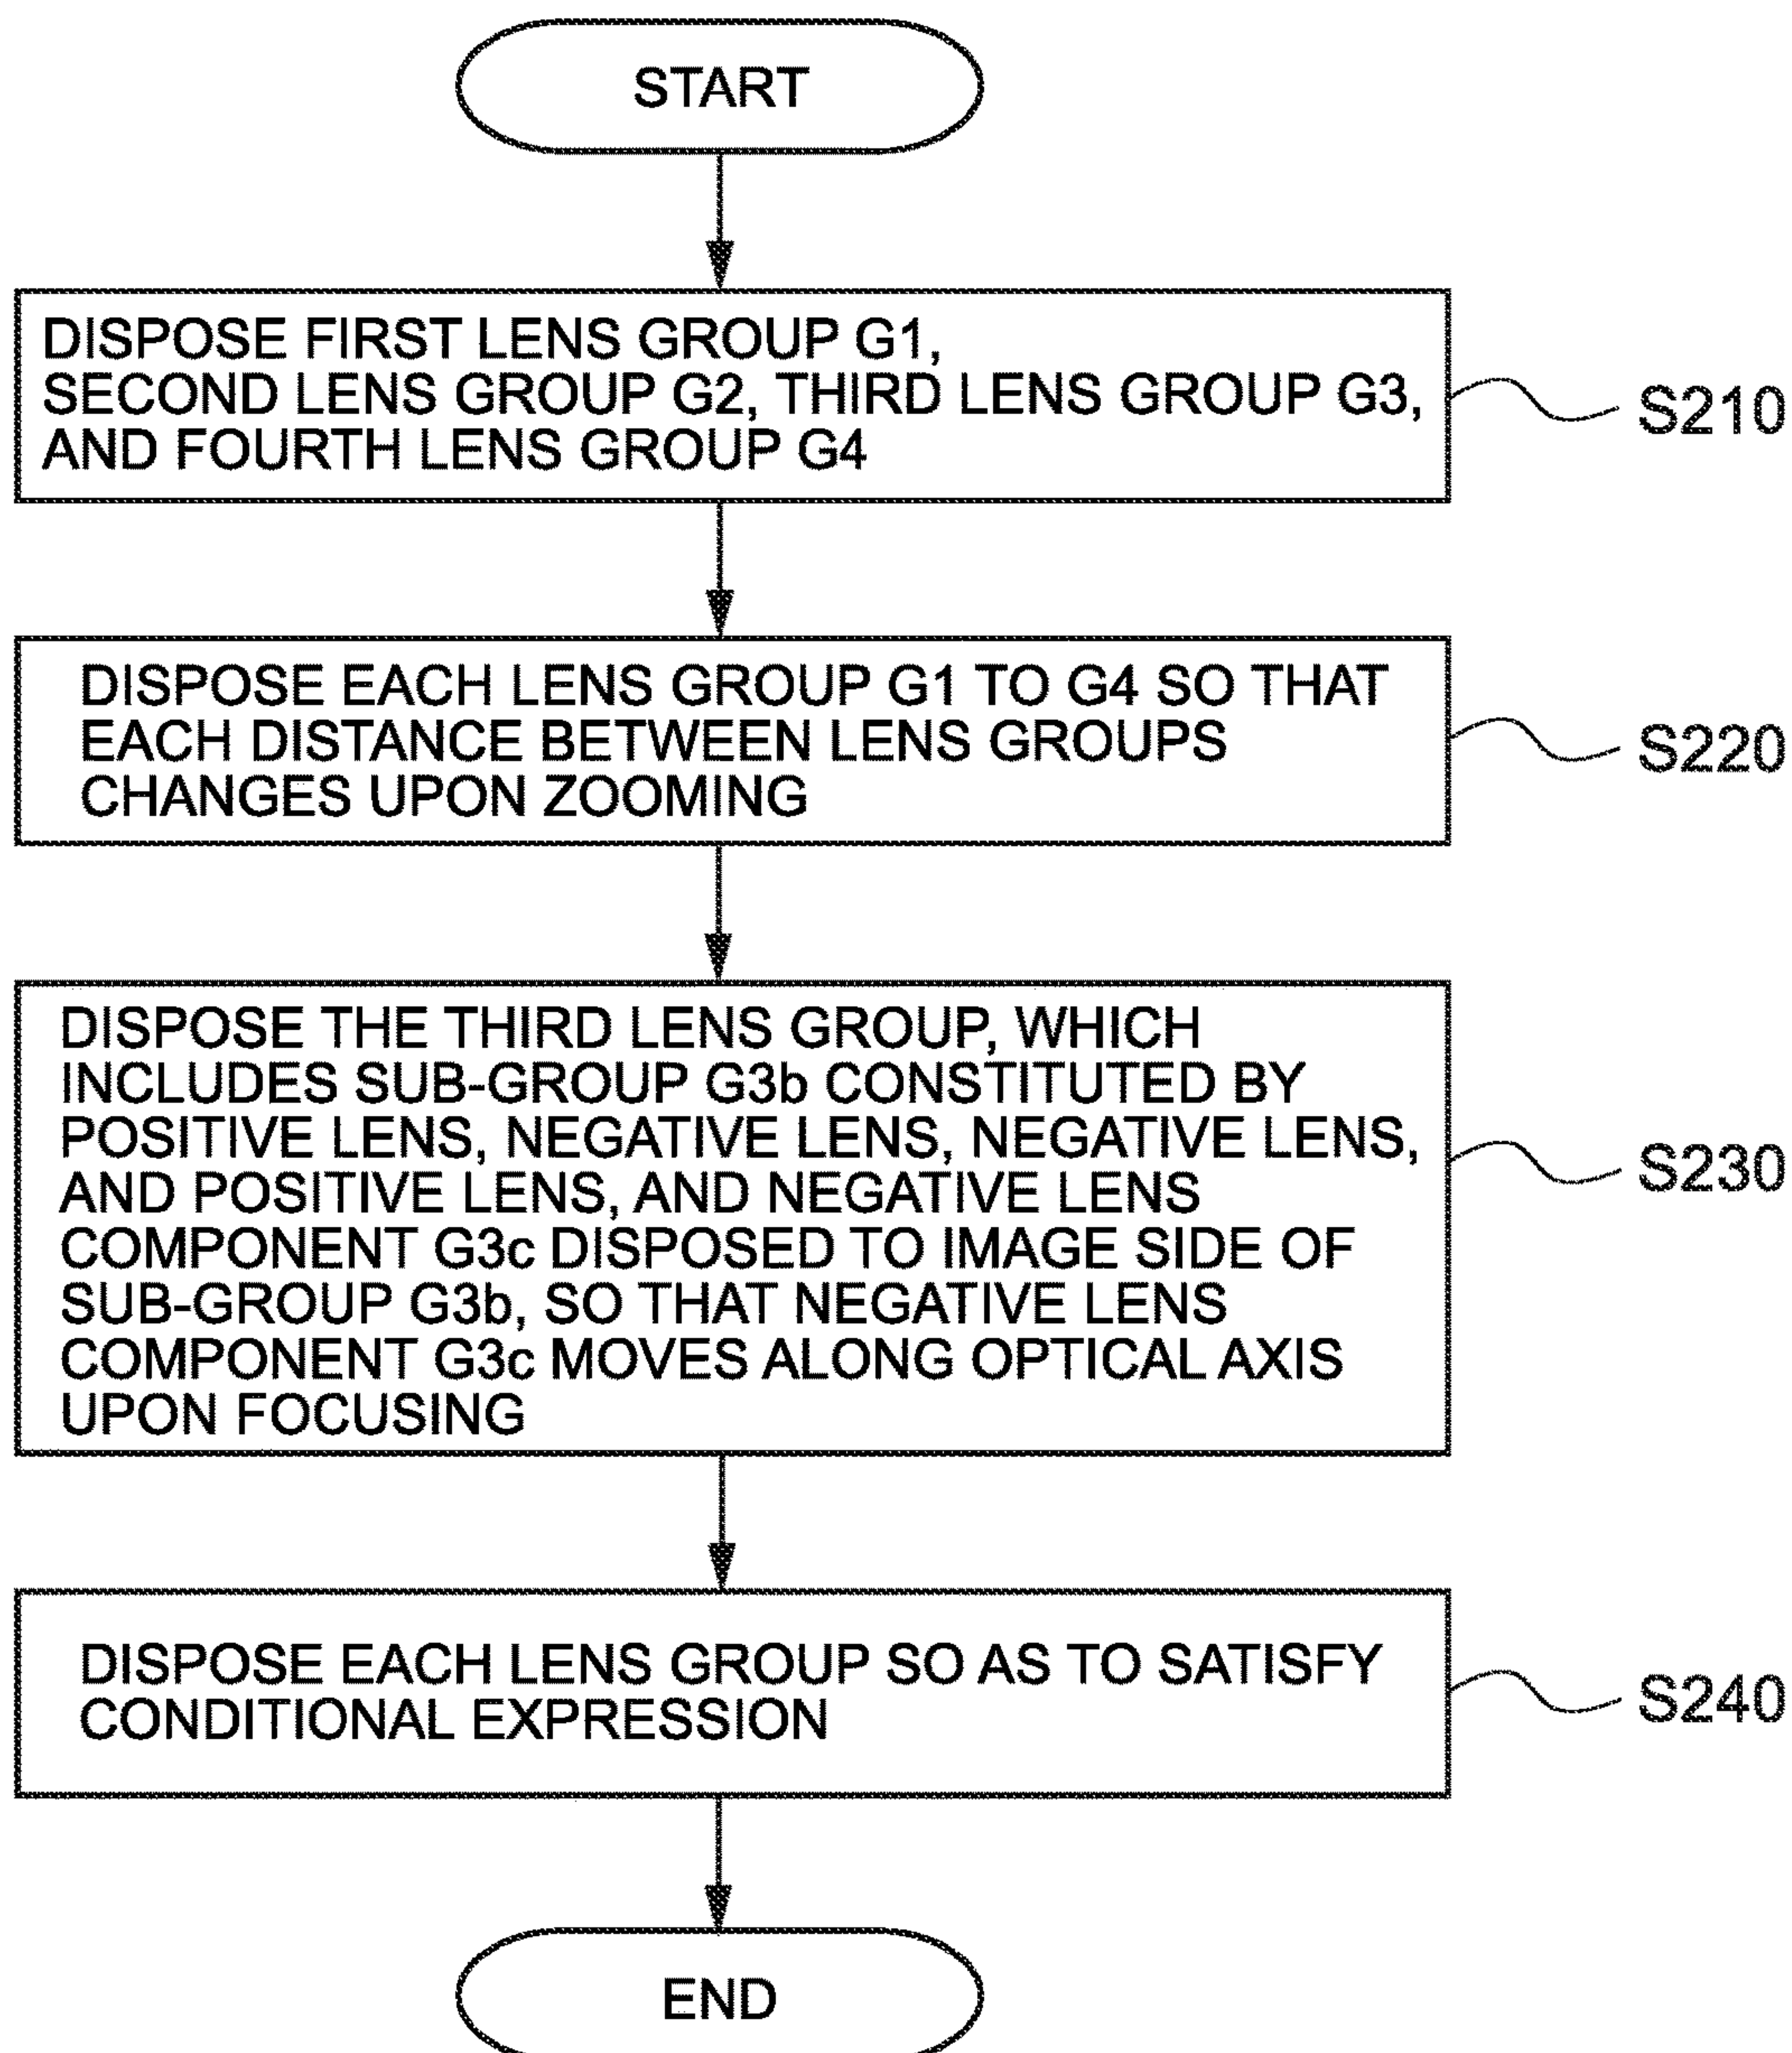 START
DISPOSE FIRST LENS GROUP G1,
SECOND LENS GROUP G2, THIRD LENS GROUP G3,
AND FOURTH LENS GROUP G4
S210
DISPOSE EACH LENS GROUP G1 TO G4 SO THAT
EACH DISTANCE BETWEEN LENS GROUPS
CHANGES UPON ZOOMING
S220
DISPOSE THE THIRD LENS GROUP, WHICH
INCLUDES SUB-GROUP G3b CONSTITUTED BY
POSITIVE LENS, NEGATIVE LENS, NEGATIVE LENS,
AND POSITIVE LENS, AND NEGATIVE LENS
COMPONENT G3c DISPOSED TO IMAGE SIDE OF
SUB-GROUP G3b, SO THAT NEGATIVE LENS
COMPONENT G3c MOVES ALONG OPTICAL AXIS
UPON FOCUSING
S230
DISPOSE EACH LENS GROUP SO AS TO SATISFY
CONDITIONAL EXPRESSION
S240
END